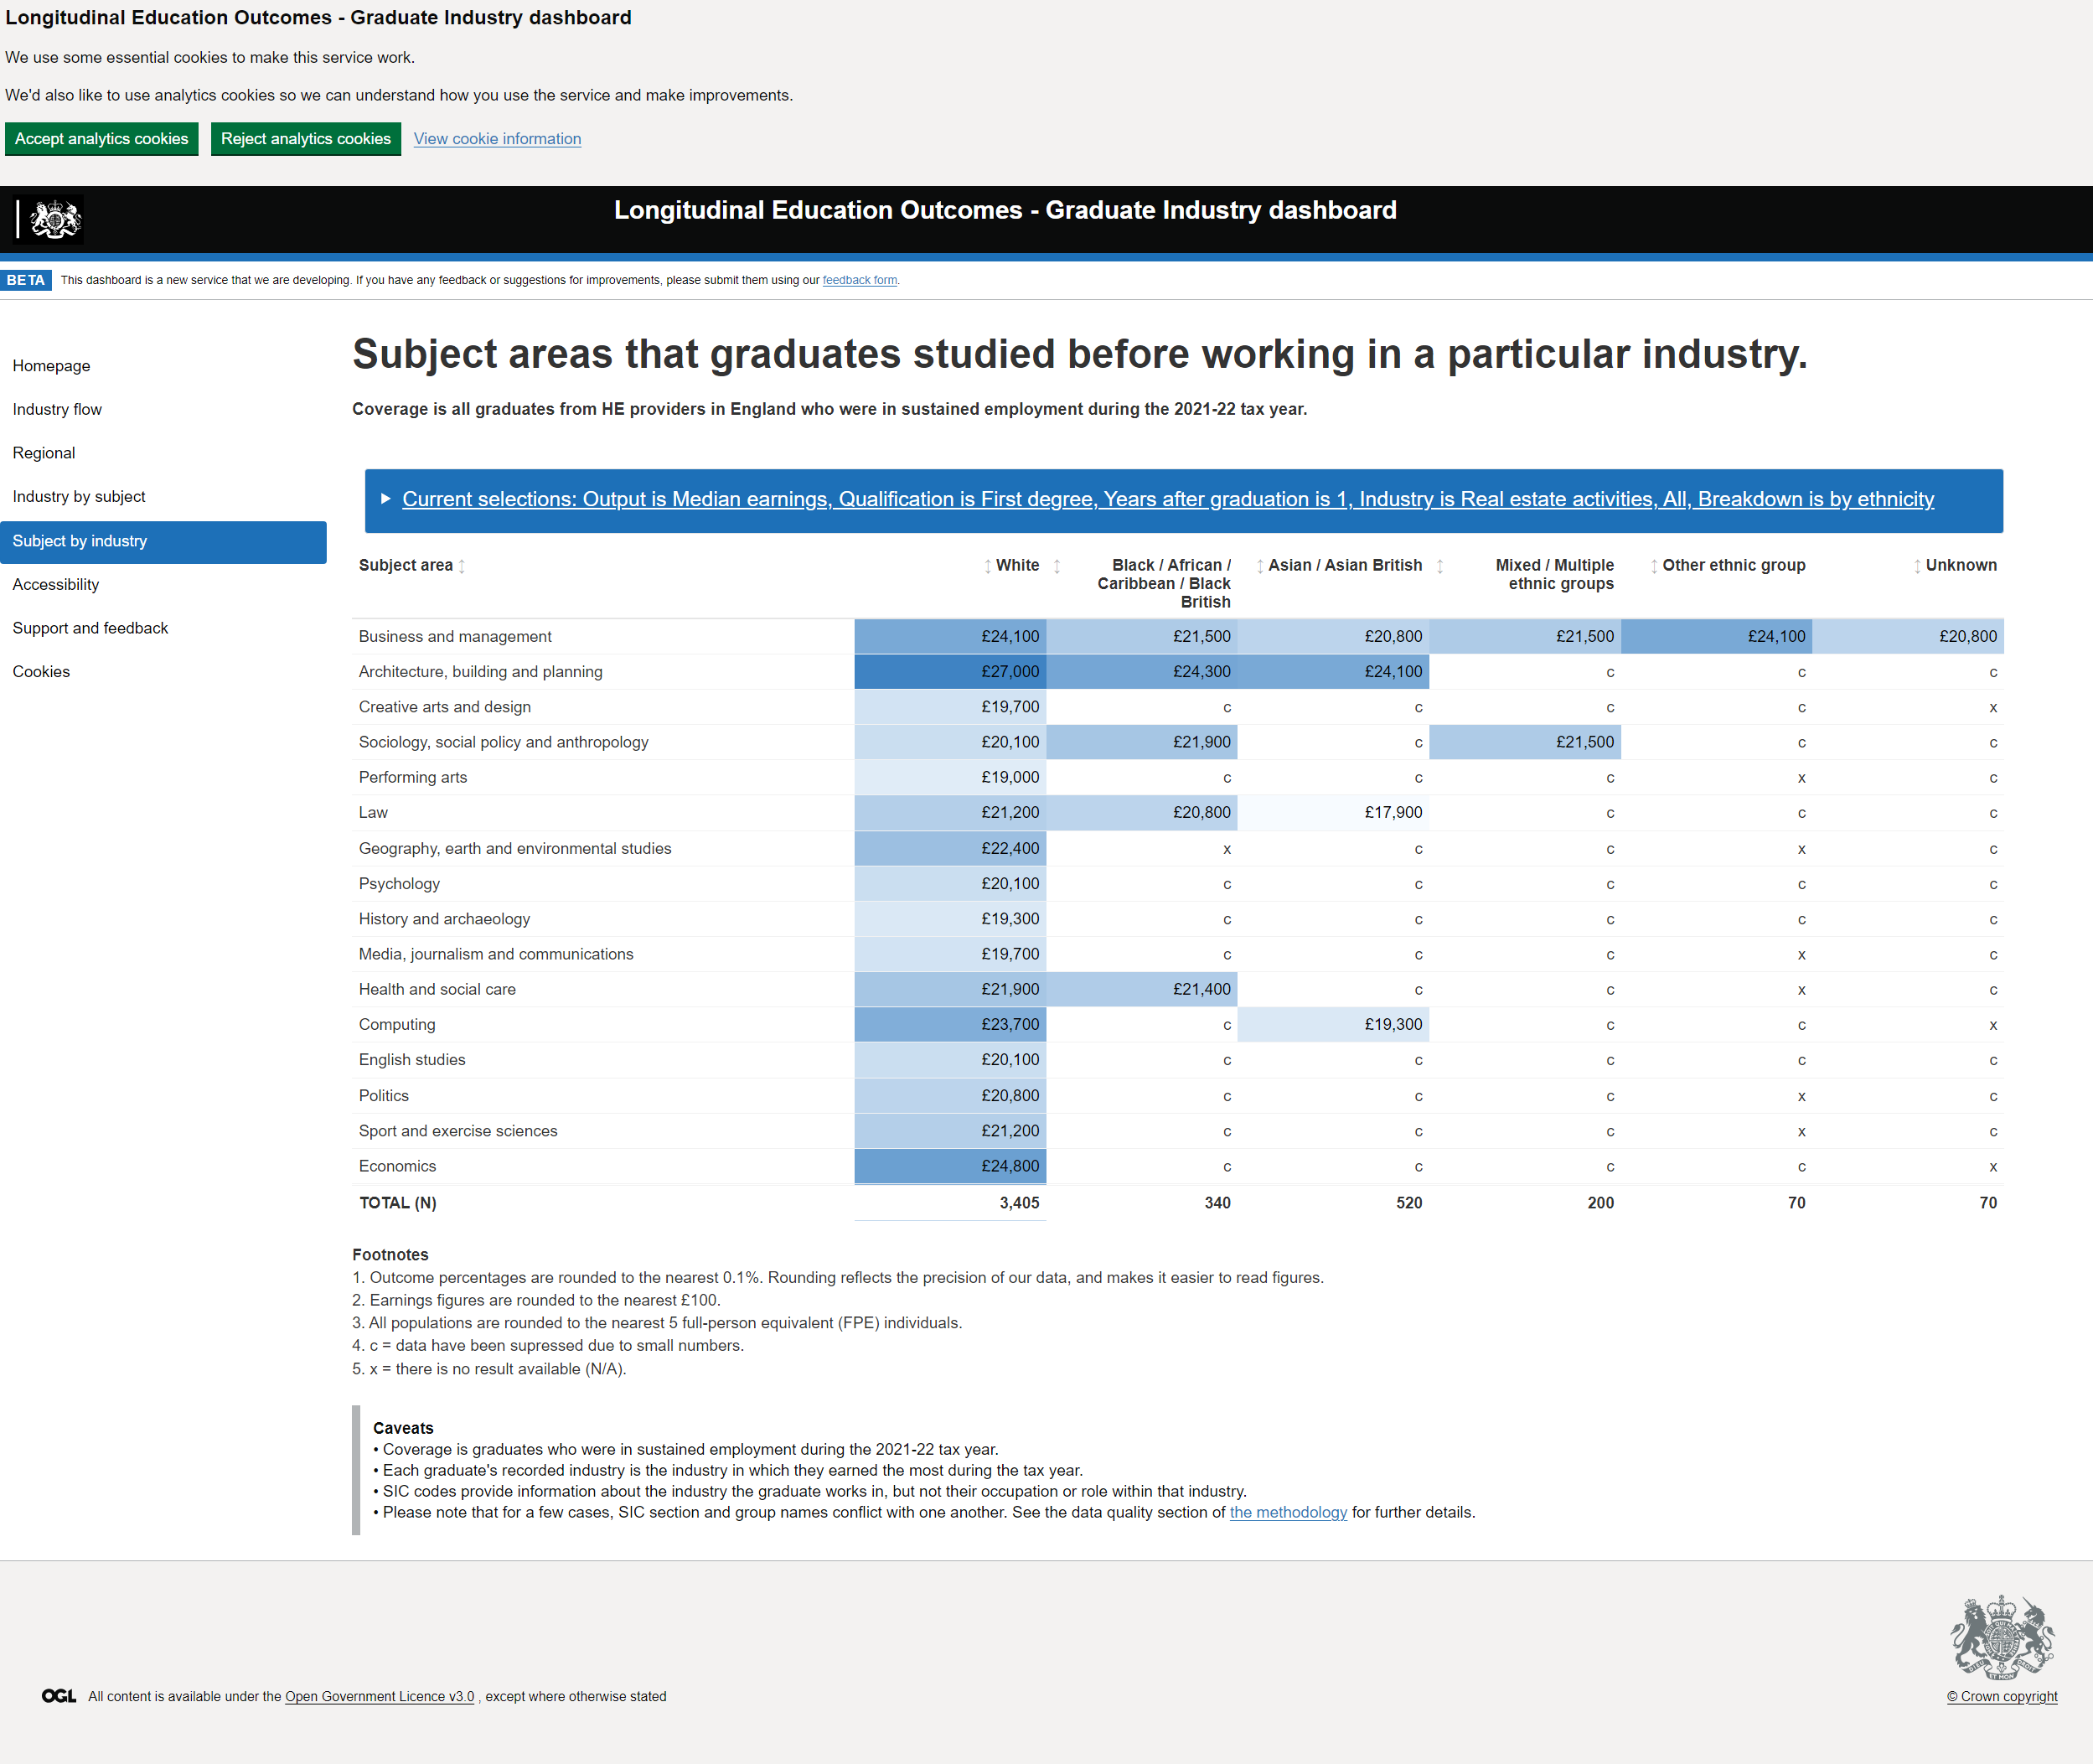 Longitudinal Education Outcomes - Graduate Industry dashboard
We use some essential cookies to make this service work.
We'd also like to use analytics cookies so we can understand how you use the service and make improvements.
Accept analytics cookies Reject analytics cookies View cookie information
Longitudinal Education Outcomes - Graduate Industry dashboard
BETA This dashboard is a new service that we are developing. If you have any feedback or suggestions for improvements, please submit them using our feedback form.
Homepage
Industry flow
Regional
Industry by subject
Subject by industry
Accessibility
Support and feedback
Cookies
Subject areas that graduates studied before working in a particular industry.
Coverage is all graduates from HE providers in England who were in sustained employment during the 2021-22 tax year.
Current selections: Output is Median earnings, Qualification is First degree, Years after graduation is 1, Industry is Real estate activities, All, Breakdown is by ethnicity
Subject area White Black / African / Caribbean / Black British Asian / Asian British Mixed / Multiple ethnic groups Other ethnic group Unknown
Business and management £24,100 £21,500 £20,800 £21,500 £24,100 £20,800
Architecture, building and planning £27,000 £24,300 £24,100 c c c
Creative arts and design £19,700 c c c c x
Sociology, social policy and anthropology £20,100 £21,900 c £21,500 c c
Performing arts £19,000 c c c x c
Law £21,200 £20,800 £17,900 c c c
Geography, earth and environmental studies £22,400 x c c x c
Psychology £20,100 c c c c c
History and archaeology £19,300 c c c c c
Media, journalism and communications £19,700 c c c x c
Health and social care £21,900 £21,400 c c x c
Computing £23,700 c £19,300 c c x
English studies £20,100 c c c c c
Politics £20,800 c c c x c
Sport and exercise sciences £21,200 c c c x c
Economics £24,800 c c c c x
TOTAL (N) 3,405 340 520 200 70 70
Footnotes
1. Outcome percentages are rounded to the nearest 0.1%. Rounding reflects the precision of our data, and makes it easier to read figures.
2. Earnings figures are rounded to the nearest £100.
3. All populations are rounded to the nearest 5 full-person equivalent (FPE) individuals.
4. c = data have been supressed due to small numbers.
5. x = there is no result available (N/A).
Caveats
• Coverage is graduates who were in sustained employment during the 2021-22 tax year.
• Each graduate's recorded industry is the industry in which they earned the most during the tax year.
• SIC codes provide information about the industry the graduate works in, but not their occupation or role within that industry.
• Please note that for a few cases, SIC section and group names conflict with one another. See the data quality section of the methodology for further details.
OGL All content is available under the Open Government Licence v3.0 , except where otherwise stated
© Crown copyright